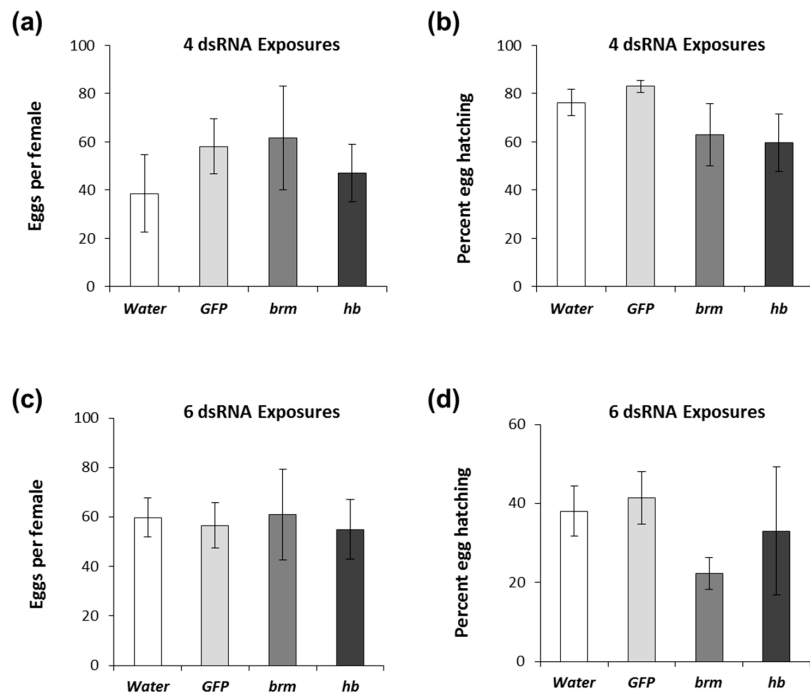 (a)
4 dsRNA Exposures
Eggs per female
100
80
60
40
20
0
Water GFP brm hb
(b)
4 dsRNA Exposures
Percent egg hatching
100
80
60
40
20
0
Water GFP brm hb
(c)
6 dsRNA Exposures
Eggs per female
100
80
60
40
20
0
Water GFP brm hb
(d)
6 dsRNA Exposures
Percent egg hatching
60
40
20
0
Water GFP brm hb